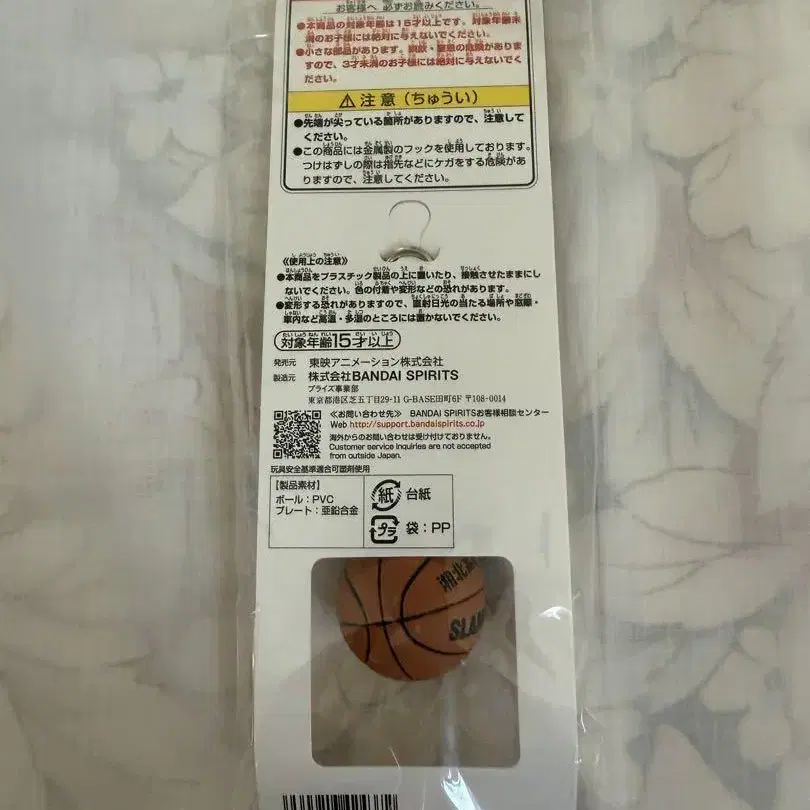 お客様へ 必ずお読みください。
●本商品の対象年齢は15才以上です。対象年齢未
満のお子様には絶対に与えないでください。
●小さな部品があります。誤飲・窒息の危険がありま
すので、3才未満のお子様には絶対に与えないでく
ださい。
⚠注意（ちゅうい）
●先端が尖っている箇所がありますので、注意して
ください。
●この商品には金属製のフックを使用しております。
つけはずしの際は指先などにケガをする危険があ
りますので、注意してください。
《使用上の注意》
●本商品をプラスチック製品の上に置いたり、接触させたままにし
ないでください。色の付着や変形などの恐れがあります。
●変形する恐れがありますので、直射日光の当たる場所や窓際・
車内など高温・多湿のところには置かないでください。
対象年齢15才以上
発売元 東映アニメーション株式会社
製造元 株式会社BANDAI SPIRITS
プライズ事業部
東京都港区芝五丁目29-11 G-BASE田町6F 〒108-0014
≪お問い合わせ先≫ BANDAI SPIRITSお客様相談センター
Web http://support.bandaispirits.co.jp
海外からのお問い合わせは受け付けておりません。
Customer service inquiries are not accepted
from outside Japan.
玩具安全基準適合可塑剤使用
【製品素材】
ボール：PVC
プレート：亜鉛合金
紙 台紙
プラ 袋：PP
湘北
SLAM